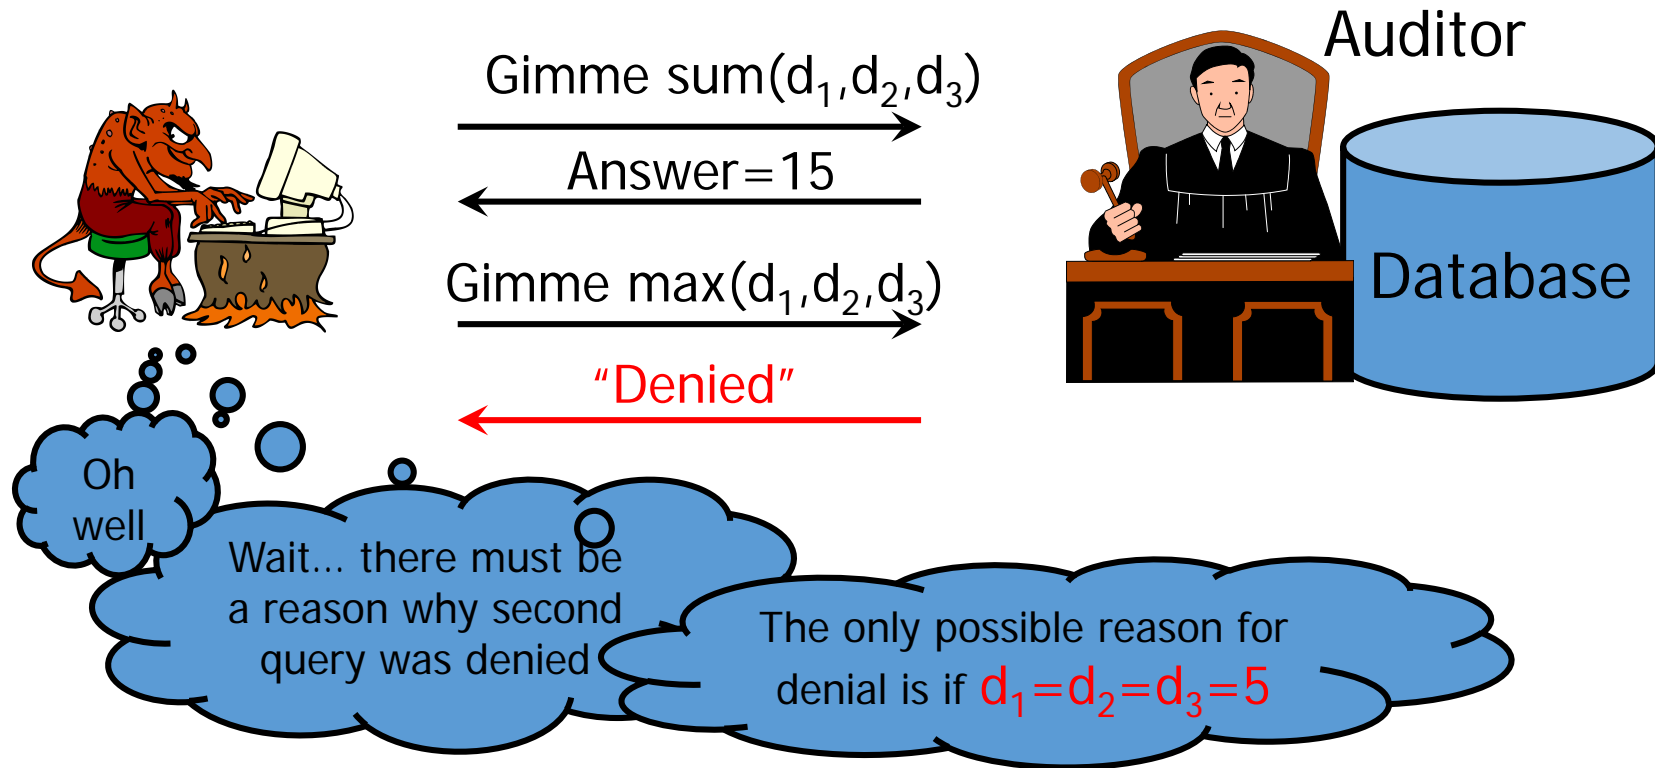 Auditor
Gimme sum(d₁,d₂,d₃)
Answer=15
Gimme max(d₁,d₂,d₃)
Database
“Denied”
Oh
well
Wait... there must be
a reason why second
query was denied
The only possible reason for
denial is if d₁=d₂=d₃=5